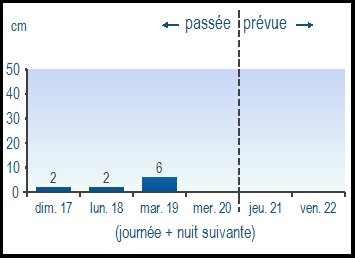 passée prévue
cm
50
40
30
20
10
0
2 2 6
dim. 17 lun. 18 mar. 19 mer. 20 jeu. 21 ven. 22
(journée + nuit suivante)